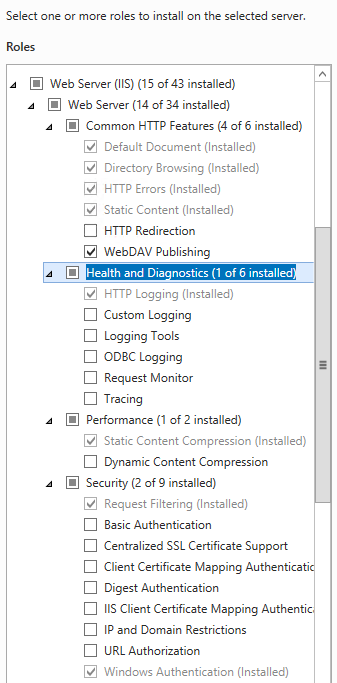 Select one or more roles to install on the selected server.
Roles
Web Server (IIS) (15 of 43 installed)
Web Server (14 of 34 installed)
Common HTTP Features (4 of 6 installed)
Default Document (Installed)
Directory Browsing (Installed)
HTTP Errors (Installed)
Static Content (Installed)
HTTP Redirection
WebDAV Publishing
Health and Diagnostics (1 of 6 installed)
HTTP Logging (Installed)
Custom Logging
Logging Tools
ODBC Logging
Request Monitor
Tracing
Performance (1 of 2 installed)
Static Content Compression (Installed)
Dynamic Content Compression
Security (2 of 9 installed)
Request Filtering (Installed)
Basic Authentication
Centralized SSL Certificate Support
Client Certificate Mapping Authenticatic
Digest Authentication
IIS Client Certificate Mapping Authentic
IP and Domain Restrictions
URL Authorization
Windows Authentication (Installed)